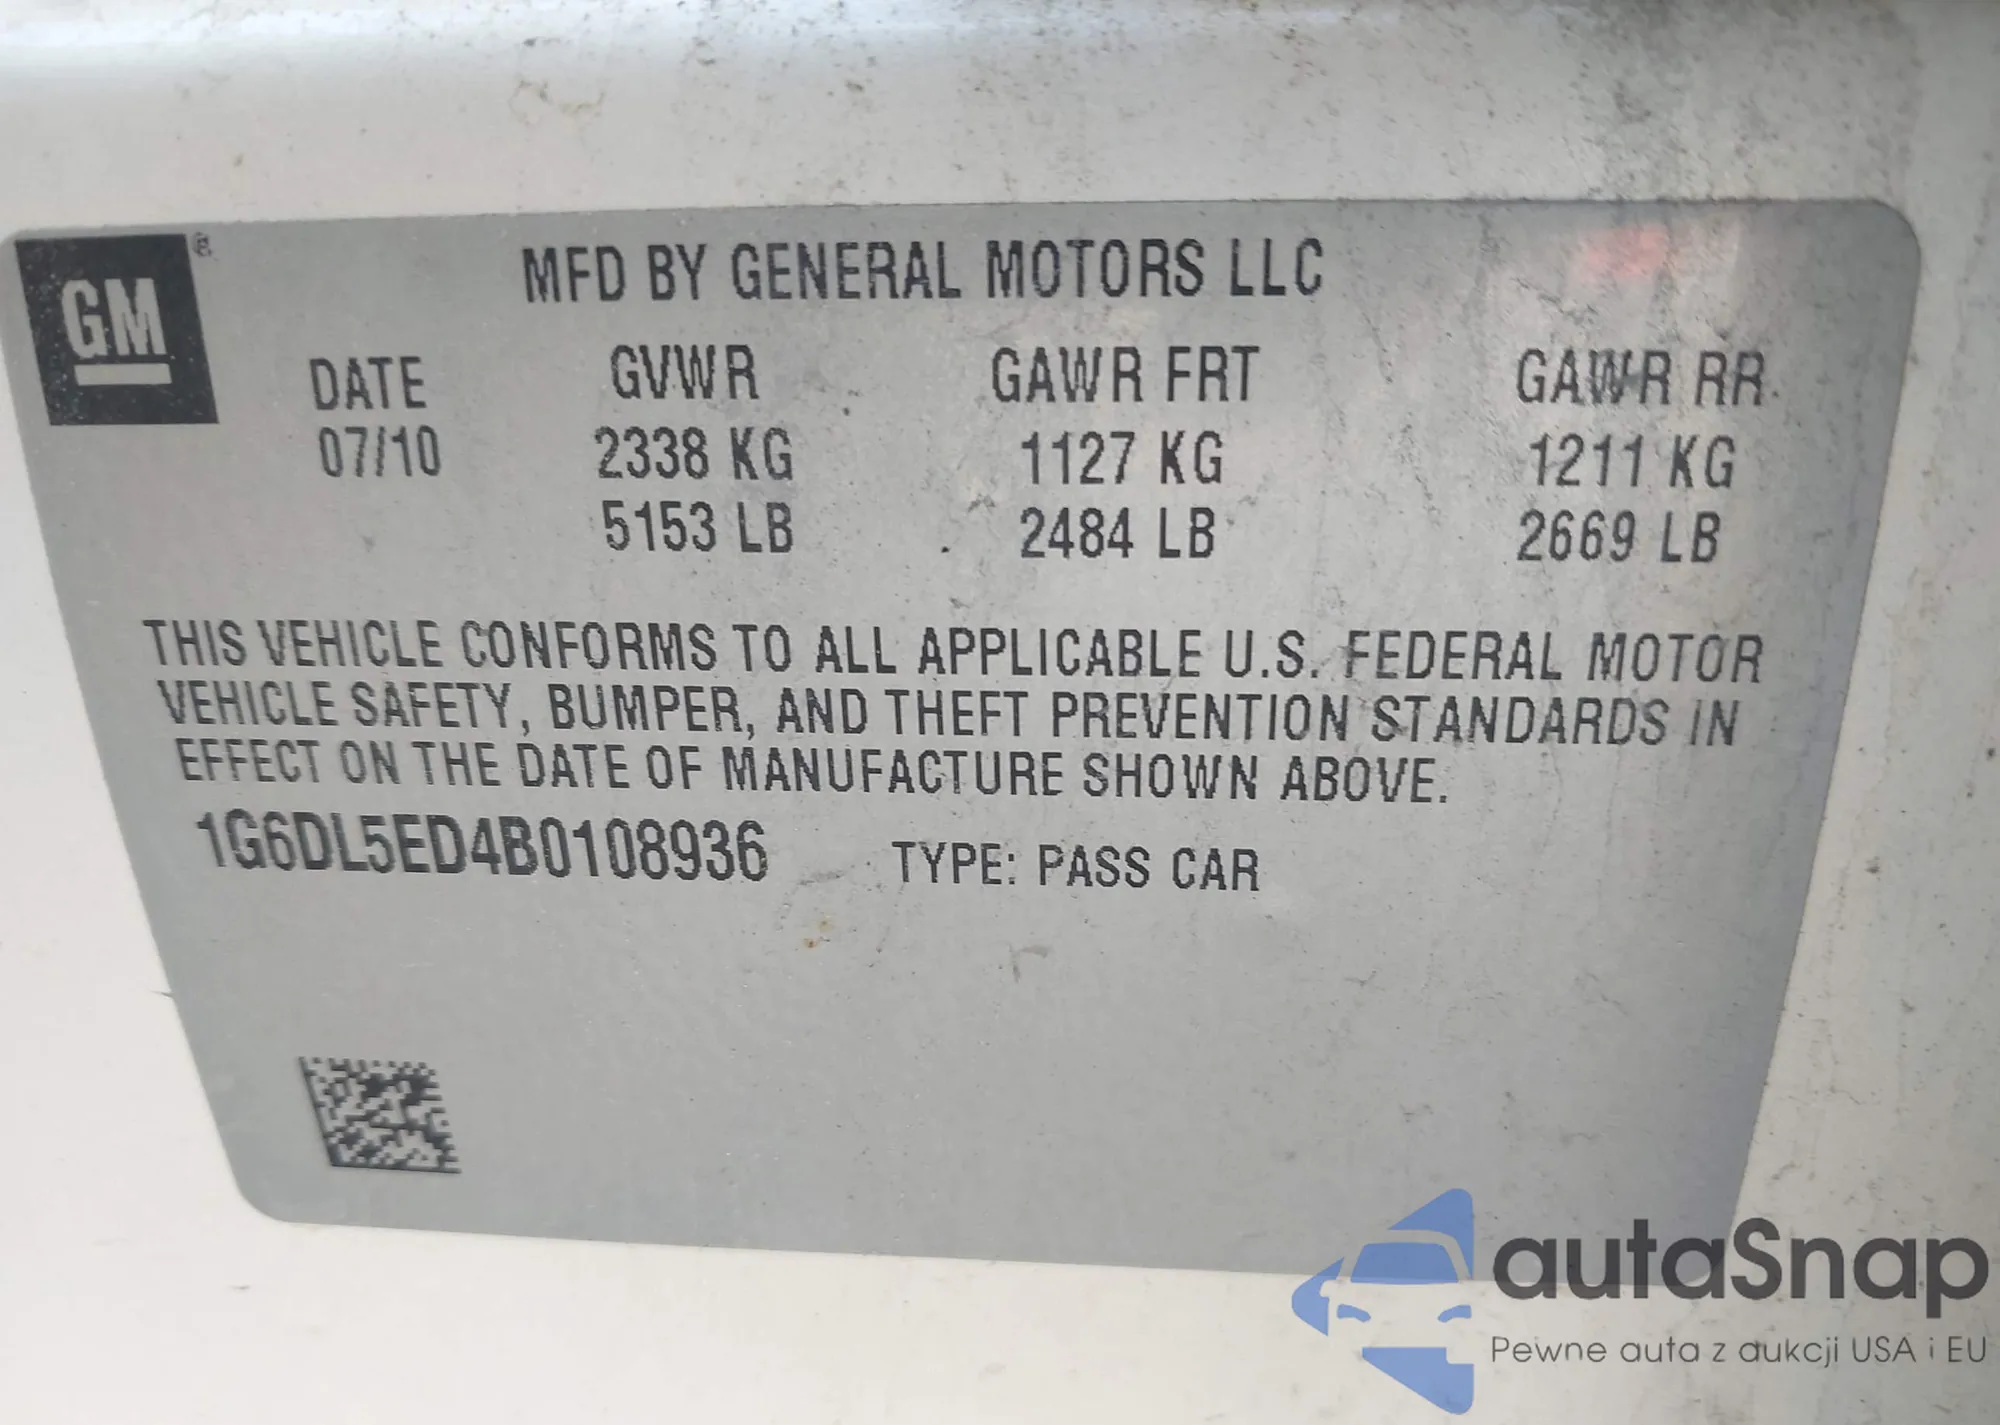 GM ®
MFD BY GENERAL MOTORS LLC
DATE GVWR GAWR FRT GAWR RR
07/10 2338 KG 1127 KG 1211 KG
5153 LB 2484 LB 2669 LB
THIS VEHICLE CONFORMS TO ALL APPLICABLE U.S. FEDERAL MOTOR
VEHICLE SAFETY, BUMPER, AND THEFT PREVENTION STANDARDS IN
EFFECT ON THE DATE OF MANUFACTURE SHOWN ABOVE.
1G6DL5ED4B0108936 TYPE: PASS CAR
autaSnap
Pewne auta z aukcji USA i EU